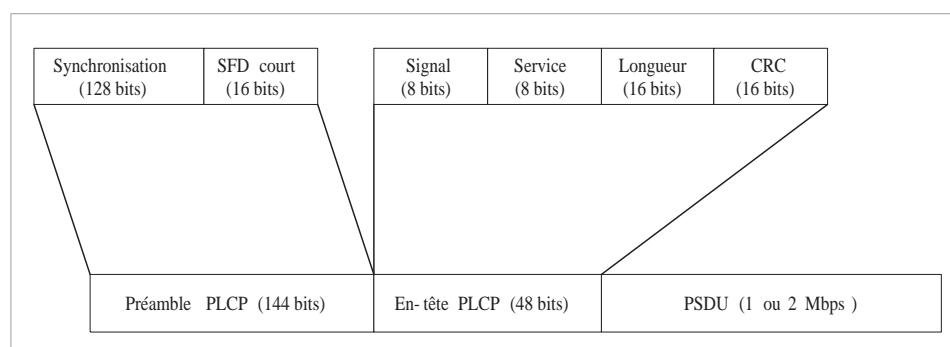 Synchronisation
(128 bits)
SFD court
(16 bits)
Signal
(8 bits)
Service
(8 bits)
Longueur
(16 bits)
CRC
(16 bits)
Préamble PLCP (144 bits)
En- tête PLCP (48 bits)
PSDU (1 ou 2 Mbps )